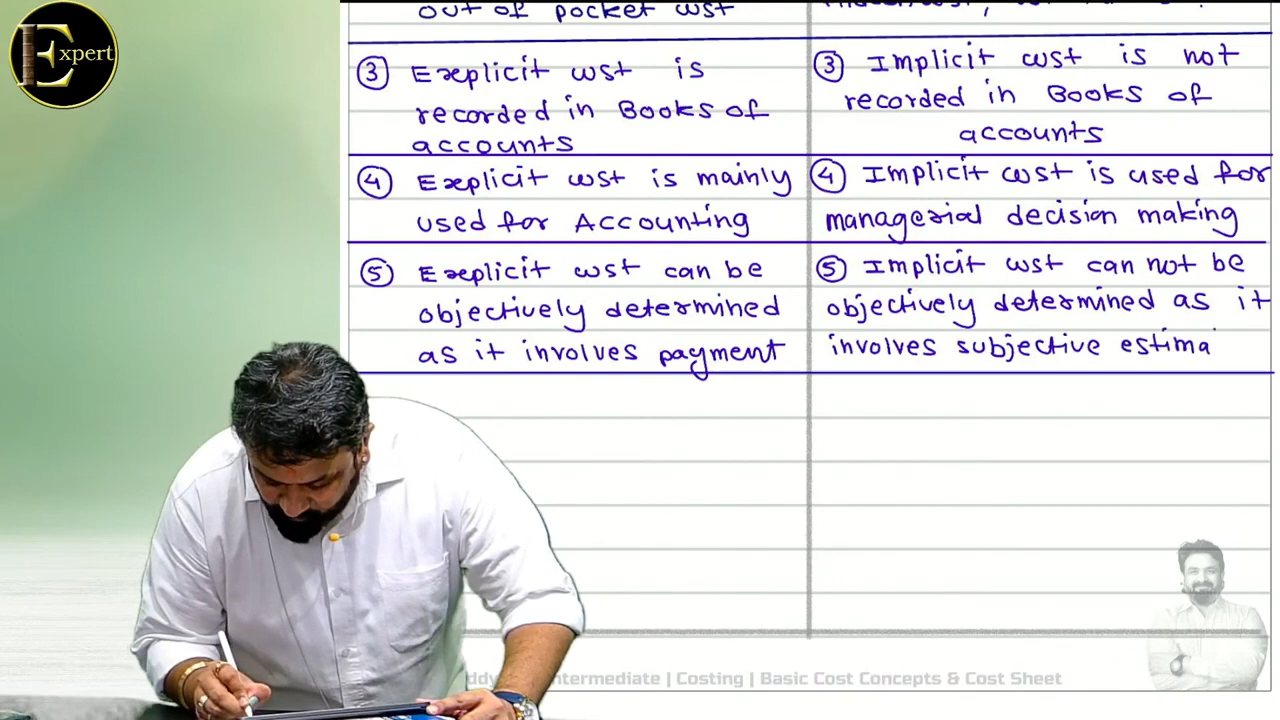 Expert
out of pocket cost
③ Explicit cost is
recorded in Books of
accounts
③ Implicit cost is not
recorded in Books of
accounts
④ Explicit cost is mainly
used for Accounting
④ Implicit cost is used for
managerial decision making
⑤ Explicit cost can be
objectively determined
as it involves payment
⑤ Implicit cost can not be
objectively determined as it
involves subjective estima
ntermediate | Costing | Basic Cost Concepts & Cost Sheet